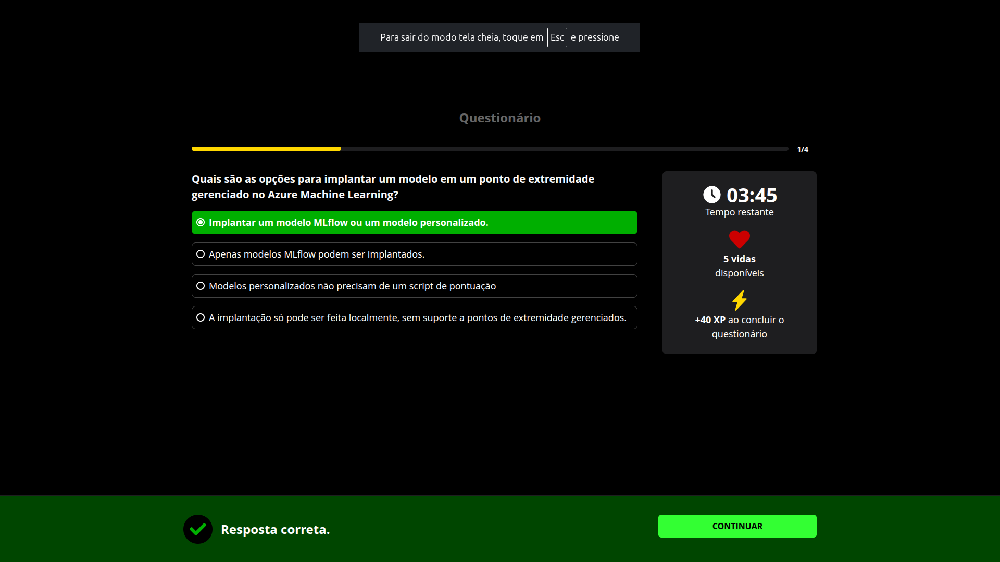 Para sair do modo tela cheia, toque em Esc e pressione
Questionário
1/4
Quais são as opções para implantar um modelo em um ponto de extremidade
gerenciado no Azure Machine Learning?
Implantar um modelo MLflow ou um modelo personalizado.
Apenas modelos MLflow podem ser implantados.
Modelos personalizados não precisam de um script de pontuação
A implantação só pode ser feita localmente, sem suporte a pontos de extremidade gerenciados.
03:45
Tempo restante
5 vidas
disponíveis
+40 XP ao concluir o
questionário
Resposta correta.
CONTINUAR